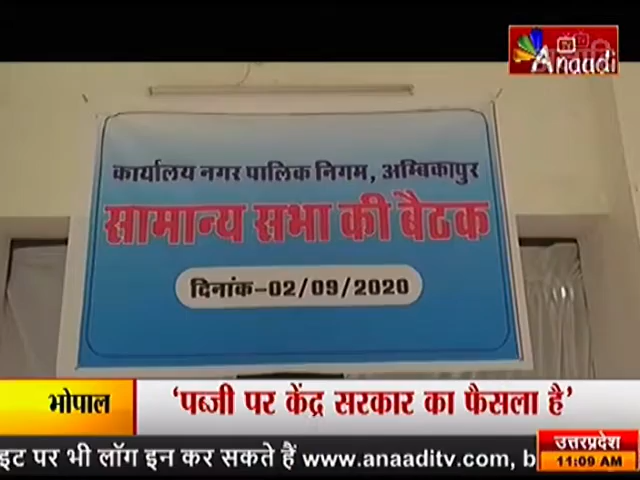 TV
Anaadi
कार्यालय नगर पालिक निगम, अम्बिकापुर
सामान्य सभा की बैठक
दिनांक-02/09/2020
भोपाल
‘पब्जी पर केंद्र सरकार का फैसला है’
उत्तरप्रदेश
इट पर भी लॉग इन कर सकते हैं www.anaaditv.com,
11:09 AM